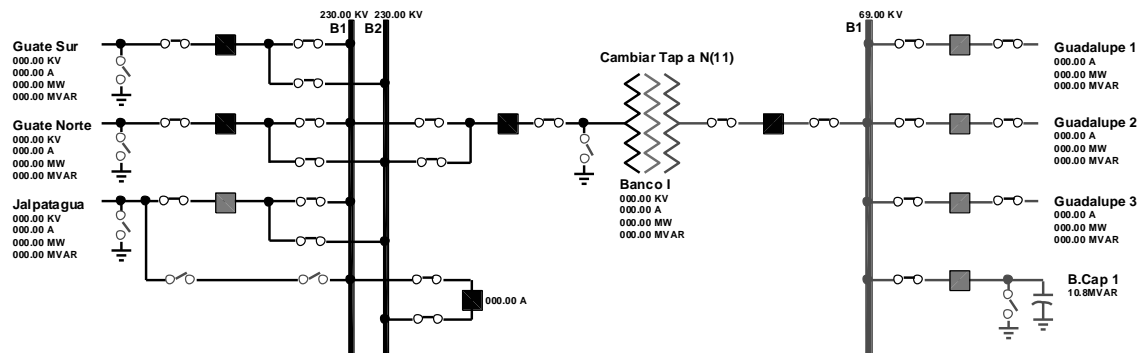 230.00 KV
230.00 KV
B1
B2
69.00 KV
B1
Guate Sur
000.00 KV
000.00 A
000.00 MW
000.00 MVAR
Guate Norte
000.00 KV
000.00 A
000.00 MW
000.00 MVAR
Jalpatagua
000.00 KV
000.00 A
000.00 MW
000.00 MVAR
000.00 A
Cambiar Tap a N(11)
Banco I
000.00 KV
000.00 A
000.00 MW
000.00 MVAR
Guadalupe 1
000.00 A
000.00 MW
000.00 MVAR
Guadalupe 2
000.00 A
000.00 MW
000.00 MVAR
Guadalupe 3
000.00 A
000.00 MW
000.00 MVAR
B.Cap 1
10.8MVAR